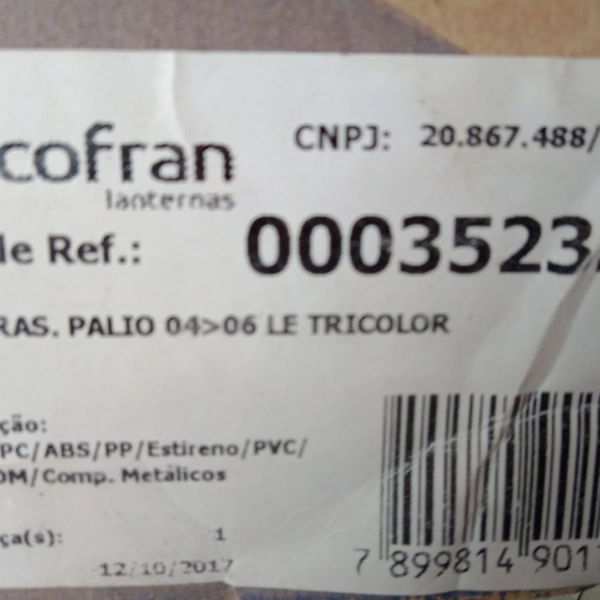 cofran
lanternas
CNPJ: 20.867.488/
de Ref.: 0003523
RAS. PALIO 04>06 LE TRICOLOR
ção:
PC/ABS/PP/Estireno/PVC/
OM/Comp. Metálicos
ça(s): 1
12/10/2017
7 899814 901